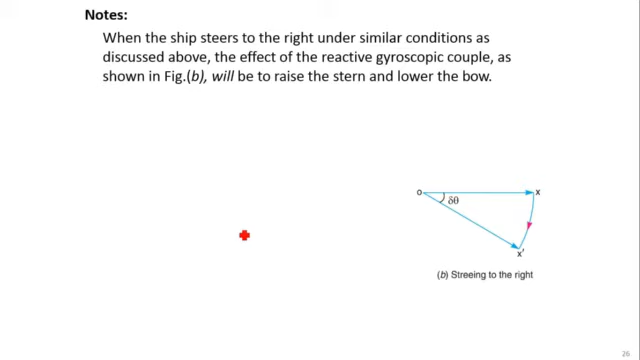 Notes:
When the ship steers to the right under similar conditions as
discussed above, the effect of the reactive gyroscopic couple, as
shown in Fig.(b), will be to raise the stern and lower the bow.
o
x
δθ
x'
(b) Streeing to the right
26